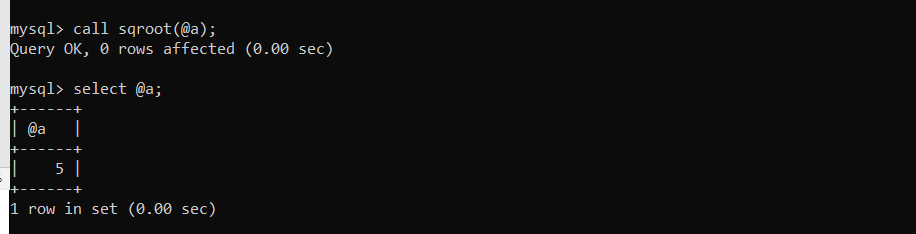 mysql> call sqroot(@a);
Query OK, 0 rows affected (0.00 sec)
mysql> select @a;
+------+
| @a   |
+------+
|    5 |
+------+
1 row in set (0.00 sec)